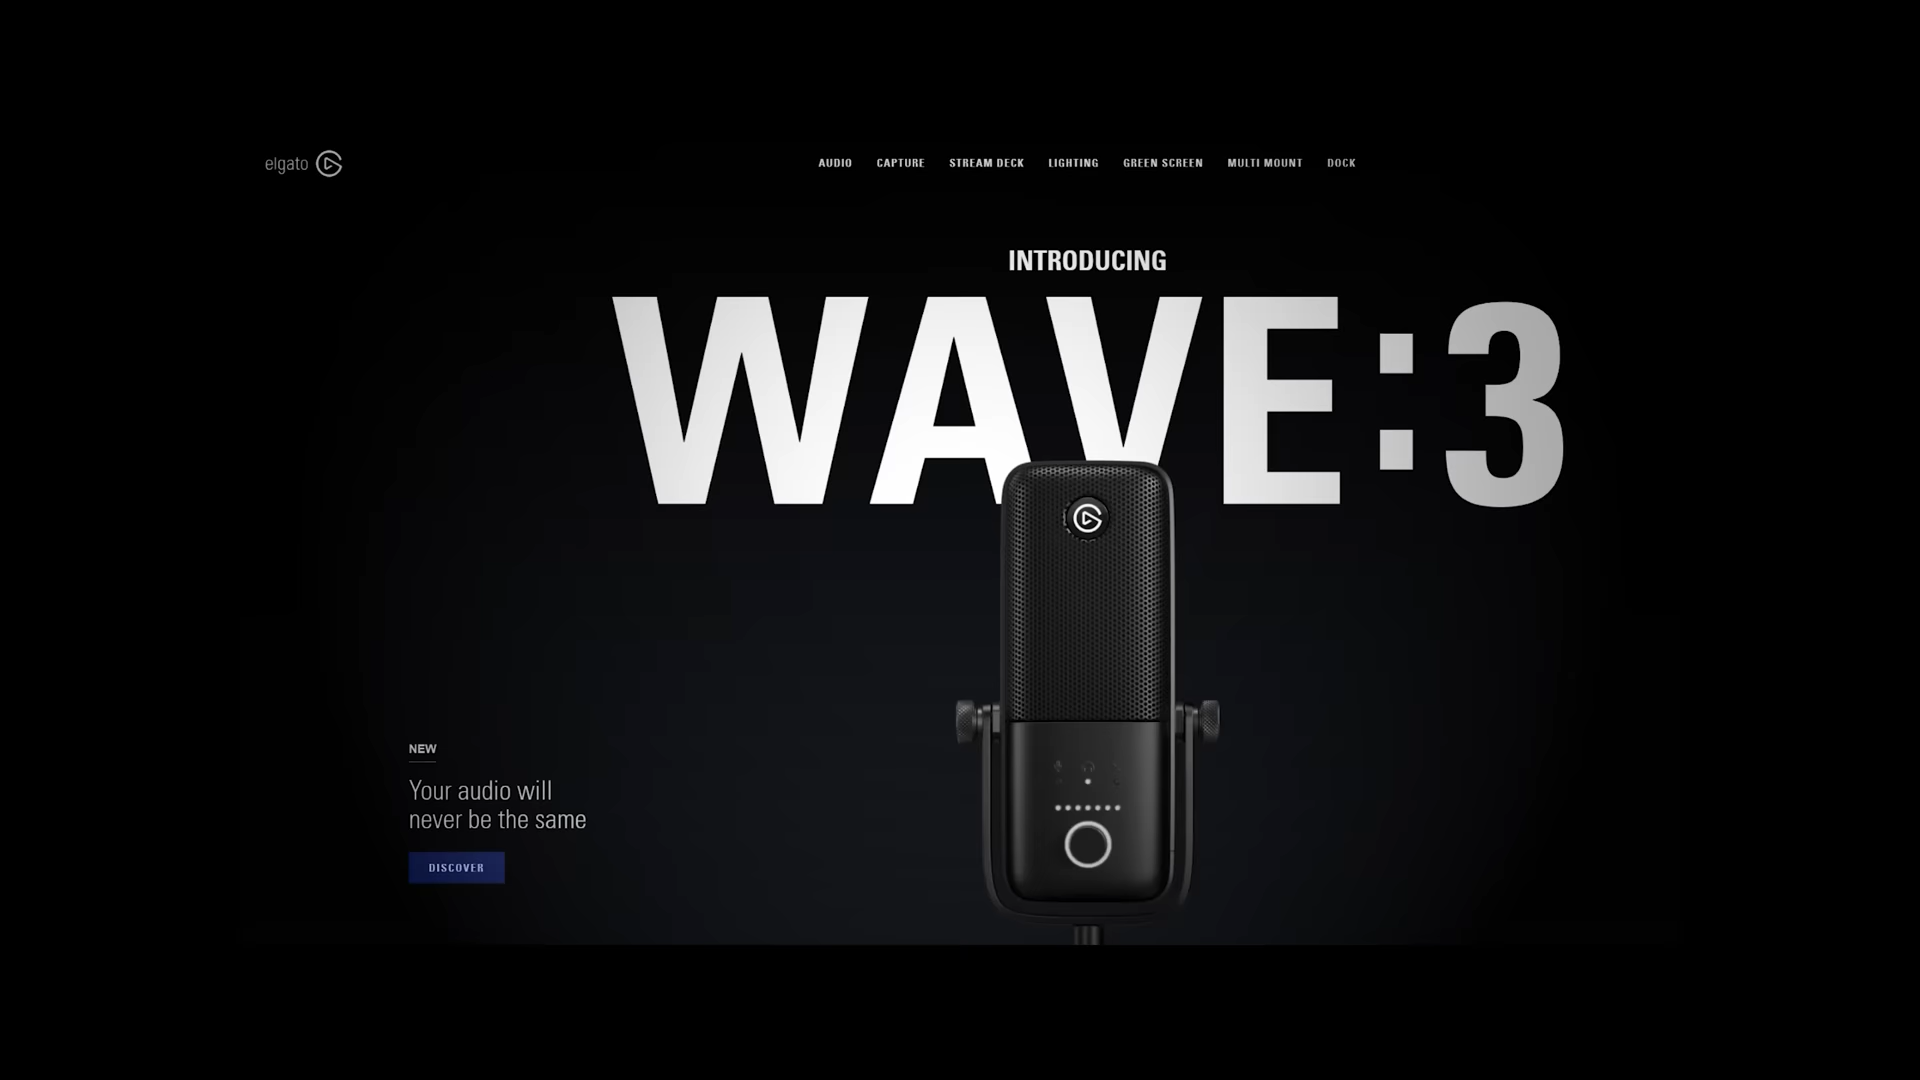 elgato
AUDIO CAPTURE STREAM DECK LIGHTING GREEN SCREEN MULTI MOUNT DOCK
INTRODUCING
WAVE:3
NEW
Your audio will
never be the same
DISCOVER